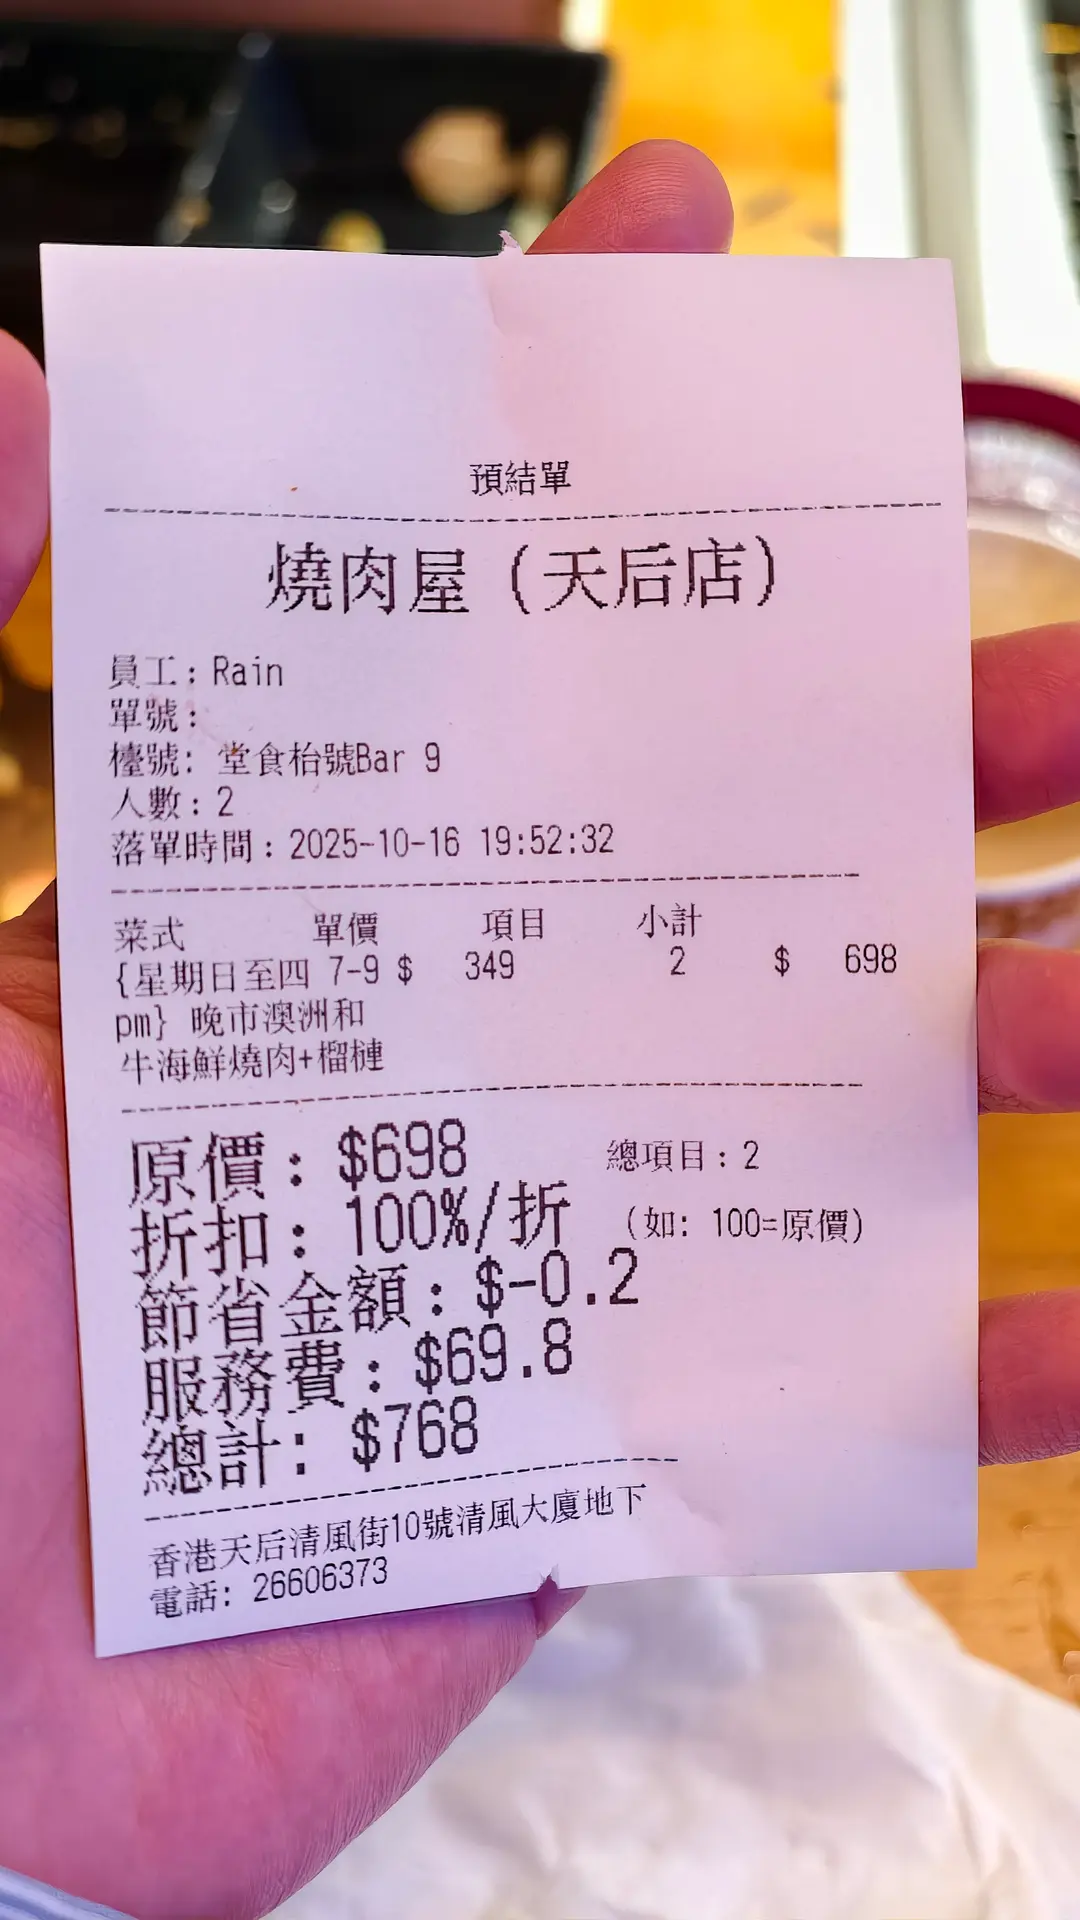 預結單
燒肉屋（天后店）
員工：Rain
單號：
檯號: 堂食枱號Bar 9
人數：2
落單時間：2025-10-16 19:52:32
菜式 單價 項目 小計
{星期日至四 7-9 $ 349 2 $ 698
pm} 晚市澳洲和
牛海鮮燒肉+榴槤
原價：$698 總項目：2
折扣：100%/折 （如: 100=原價）
節省金額：$-0.2
服務費：$69.8
總計: $768
香港天后清風街10號清風大廈地下
電話: 26606373